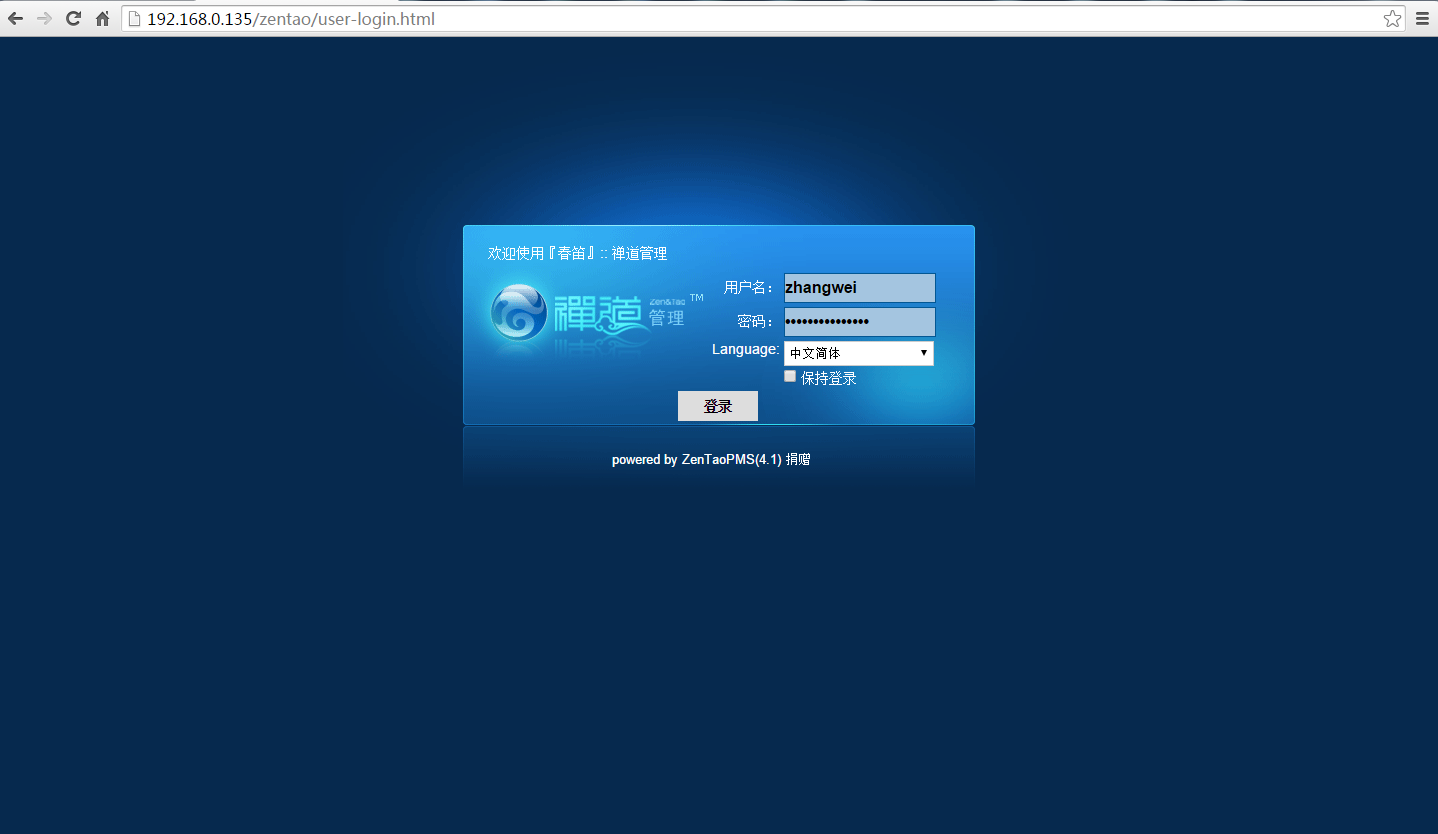 192.168.0.135/zentao/user-login.html
欢迎使用『春笛』:: 禅道管理
禪道 Zen&Tao 管理 TM
用户名： zhangwei
密码： •••••••••••••••
Language: 中文简体
保持登录
登录
powered by ZenTaoPMS(4.1) 捐赠